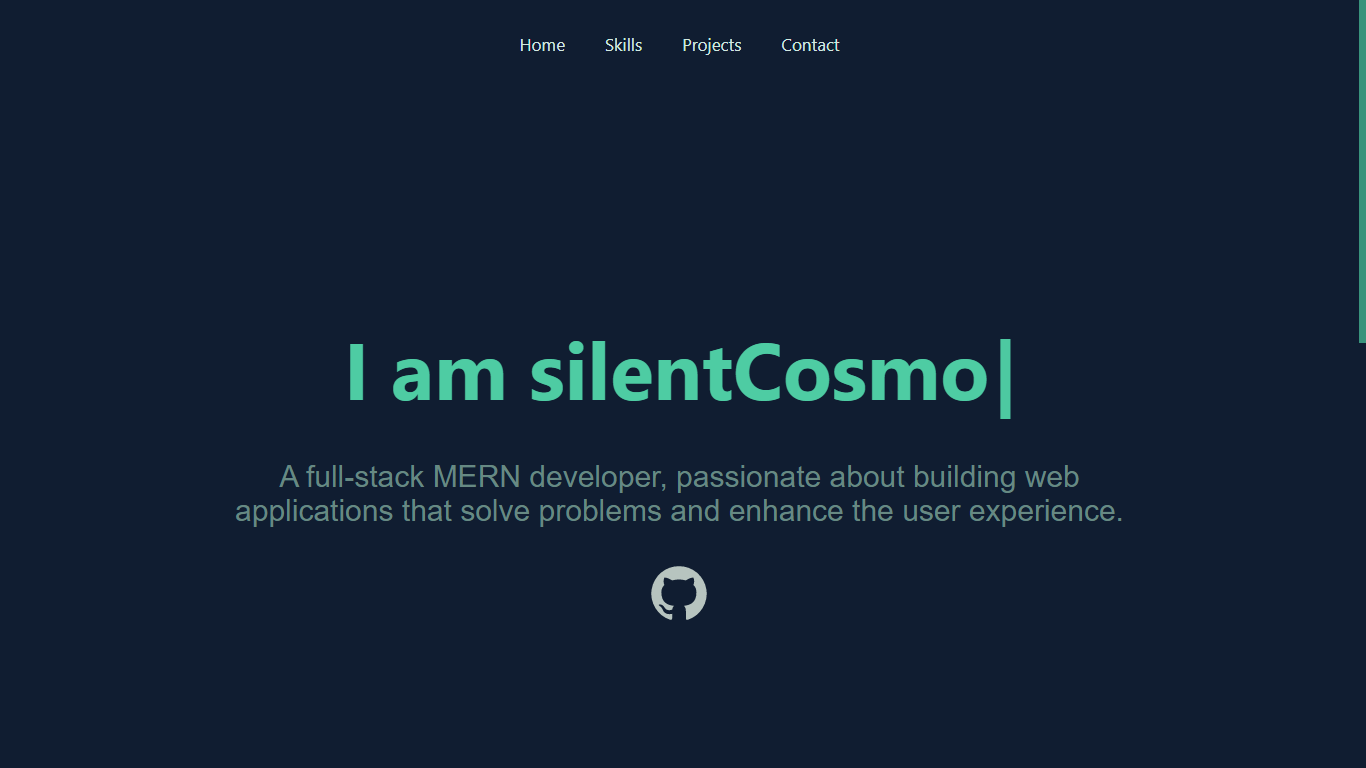 Home Skills Projects Contact
I am silentCosmo|
A full-stack MERN developer, passionate about building web
applications that solve problems and enhance the user experience.